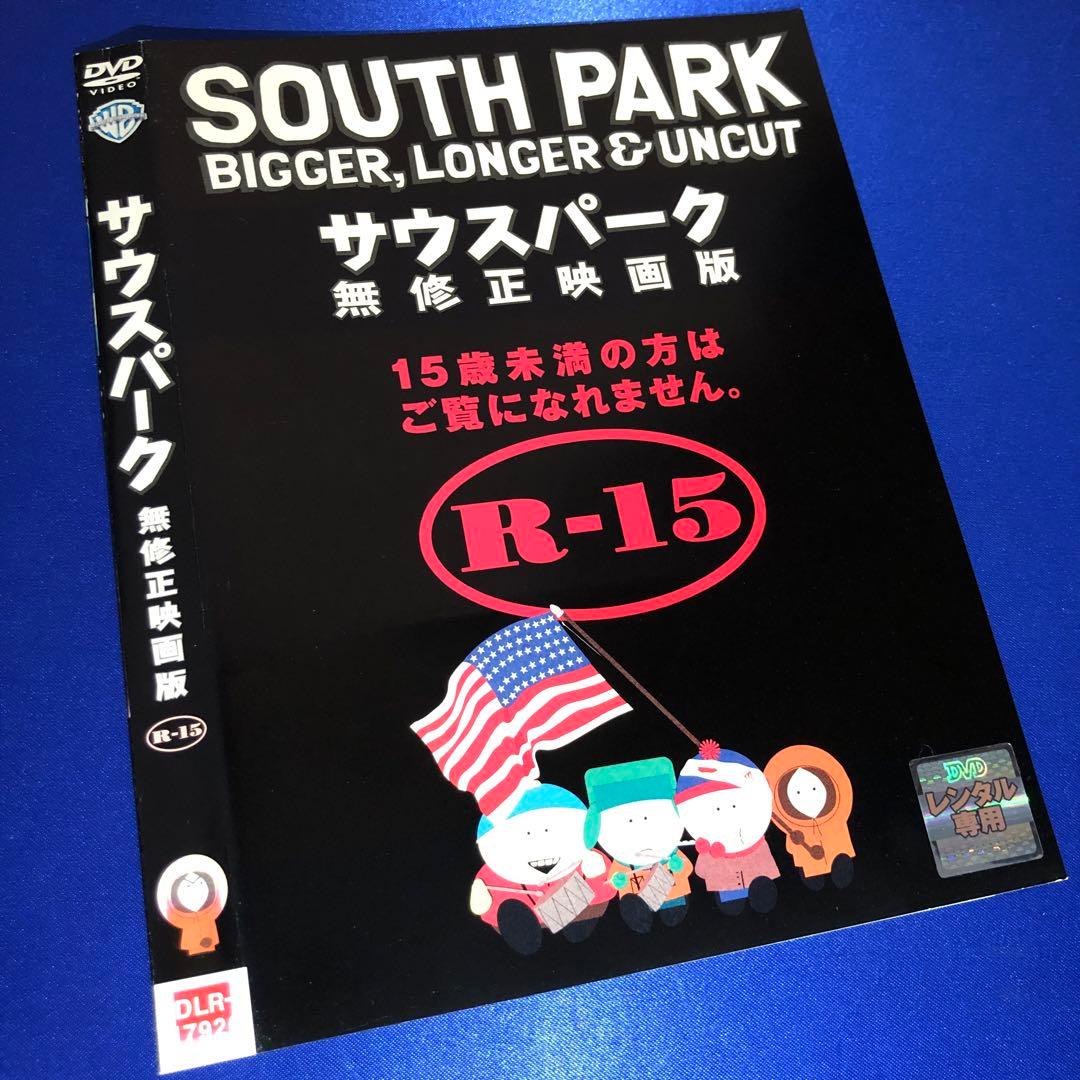 DVD
VIDEO
WB
サウスパーク
無修正映画版
R-15
DLR-
792
SOUTH PARK
BIGGER, LONGER & UNCUT
サウスパーク
無修正映画版
15歳未満の方は
ご覧になれません。
R-15
DVD
レンタル
専用